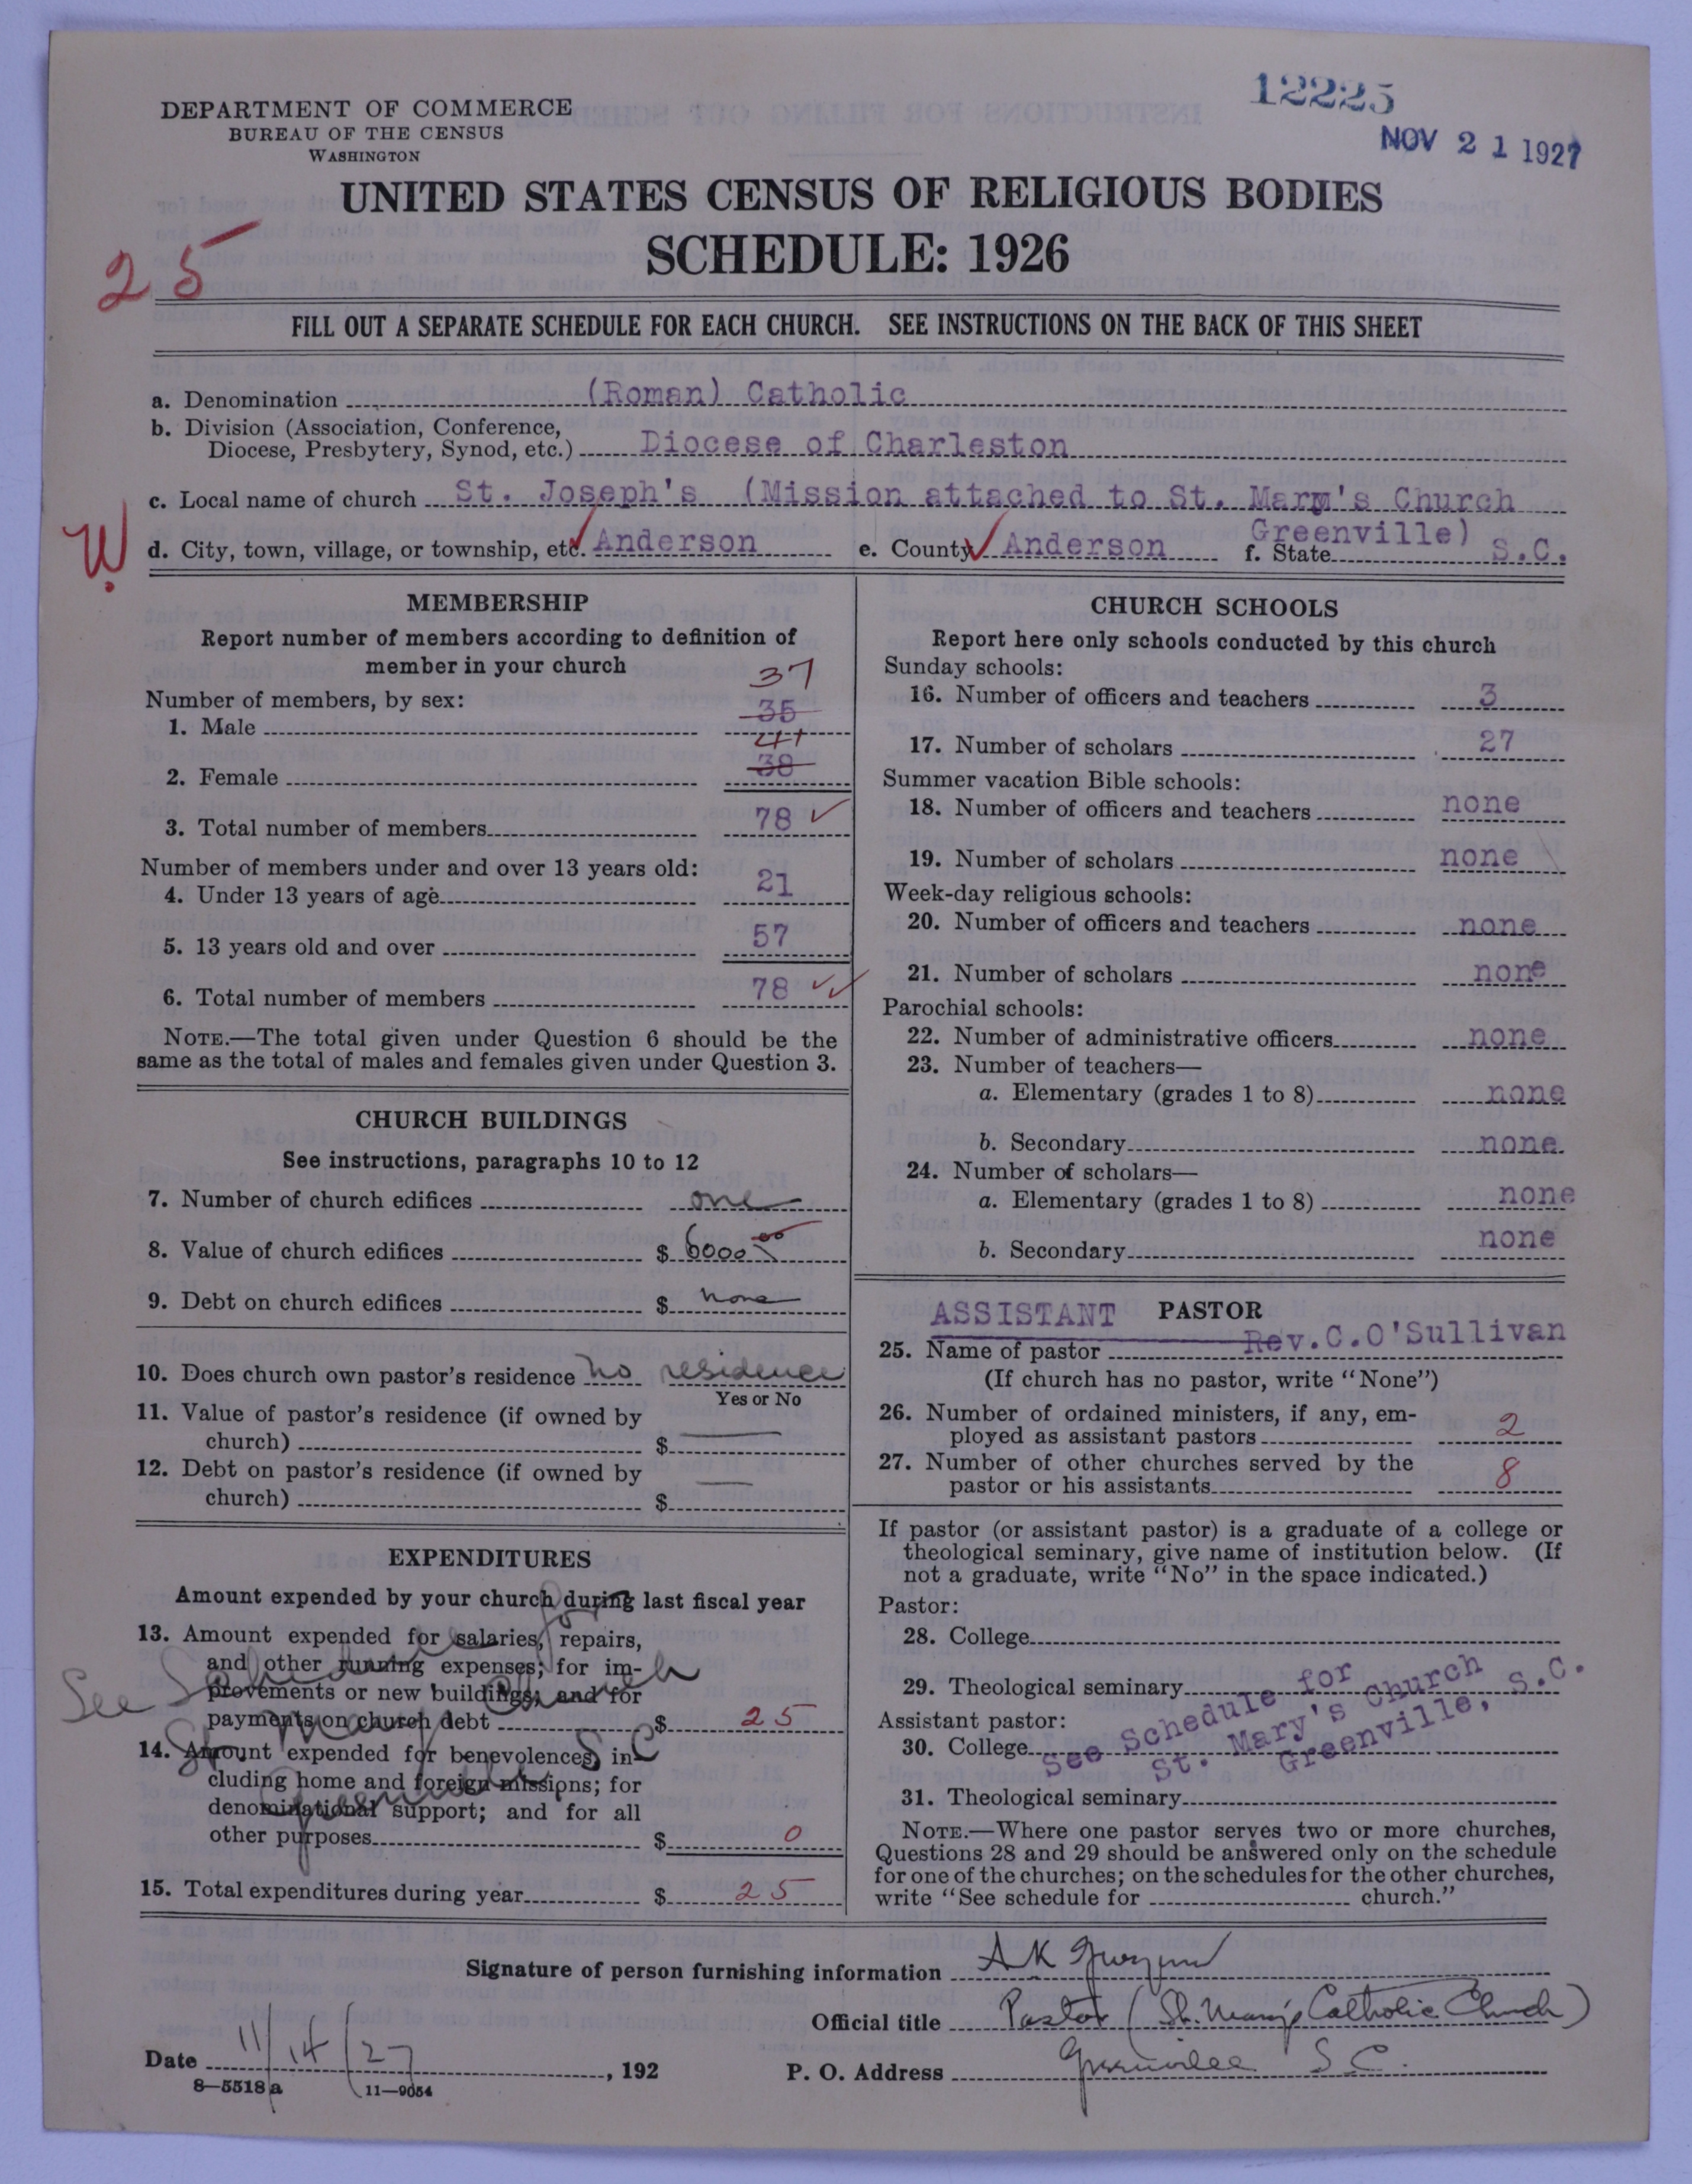 12225
NOV 21 1927
DEPARTMENT OF COMMERCE
BUREAU OF THE CENSUS
WASHINGTON
UNITED STATES CENSUS OF RELIGIOUS BODIES
SCHEDULE: 1926
25
FILL OUT A SEPARATE SCHEDULE FOR EACH CHURCH. SEE INSTRUCTIONS ON THE BACK OF THIS SHEET
a. Denomination (Roman) Catholic
b. Division (Association, Conference,
Diocese, Presbytery, Synod, etc.) Diocese of Charleston
c. Local name of church St. Joseph's (Mission attached to St. Mary's Church
Greenville)
W
d. City, town, village, or township, etc. Anderson e. County Anderson f. State S.C.
MEMBERSHIP
Report number of members according to definition of
member in your church
Number of members, by sex:
37
1. Male 35
41
2. Female 38
3. Total number of members 78
Number of members under and over 13 years old:
4. Under 13 years of age 21
5. 13 years old and over 57
6. Total number of members 78
NOTE.—The total given under Question 6 should be the
same as the total of males and females given under Question 3.
CHURCH BUILDINGS
See instructions, paragraphs 10 to 12
7. Number of church edifices one
8. Value of church edifices $ 6000 00
9. Debt on church edifices $ none
10. Does church own pastor's residence no residence
Yes or No
11. Value of pastor's residence (if owned by
church) $
12. Debt on pastor's residence (if owned by
church) $
EXPENDITURES
Amount expended by your church during last fiscal year
13. Amount expended for salaries, repairs,
and other running expenses; for im-
provements or new buildings; and for
payments on church debt $ 25
14. Amount expended for benevolences, in-
cluding home and foreign missions; for
denominational support; and for all
other purposes $ 0
15. Total expenditures during year $ 25
See Schedule for
St. Mary's Church
Greenville S C
CHURCH SCHOOLS
Report here only schools conducted by this church
Sunday schools:
16. Number of officers and teachers 3
17. Number of scholars 27
Summer vacation Bible schools:
18. Number of officers and teachers none
19. Number of scholars none
Week-day religious schools:
20. Number of officers and teachers none
21. Number of scholars none
Parochial schools:
22. Number of administrative officers none
23. Number of teachers—
a. Elementary (grades 1 to 8) none
b. Secondary none
24. Number of scholars—
a. Elementary (grades 1 to 8) none
b. Secondary none
ASSISTANT PASTOR
25. Name of pastor Rev.C.O'Sullivan
(If church has no pastor, write "None")
26. Number of ordained ministers, if any, em-
ployed as assistant pastors 2
27. Number of other churches served by the
pastor or his assistants 8
If pastor (or assistant pastor) is a graduate of a college or
theological seminary, give name of institution below. (If
not a graduate, write "No" in the space indicated.)
Pastor:
28. College
29. Theological seminary
Assistant pastor:
30. College
See Schedule for
St. Mary's Church
Greenville, S.C.
31. Theological seminary
NOTE.—Where one pastor serves two or more churches,
Questions 28 and 29 should be answered only on the schedule
for one of the churches; on the schedules for the other churches,
write "See schedule for church."
Signature of person furnishing information A K
Official title Pastor (St. Mary's Catholic Church)
Date 11/14/27, 192
P. O. Address Greenville S C.
8—5518a
11—9054